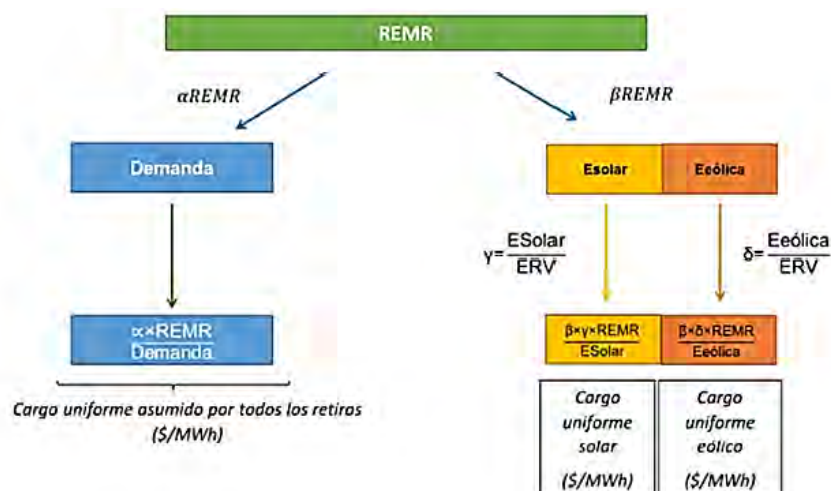 REMR
αREMR
βREMR
Demanda
Esolar
Eeólica
γ=ESolar
ERV
δ=Eeólica
ERV
α×REMR
Demanda
β×γ×REMR
ESolar
β×δ×REMR
Eeólica
Cargo uniforme asumido por todos los retiros
($/MWh)
Cargo
uniforme
solar
($/MWh)
Cargo
uniforme
eólico
($/MWh)